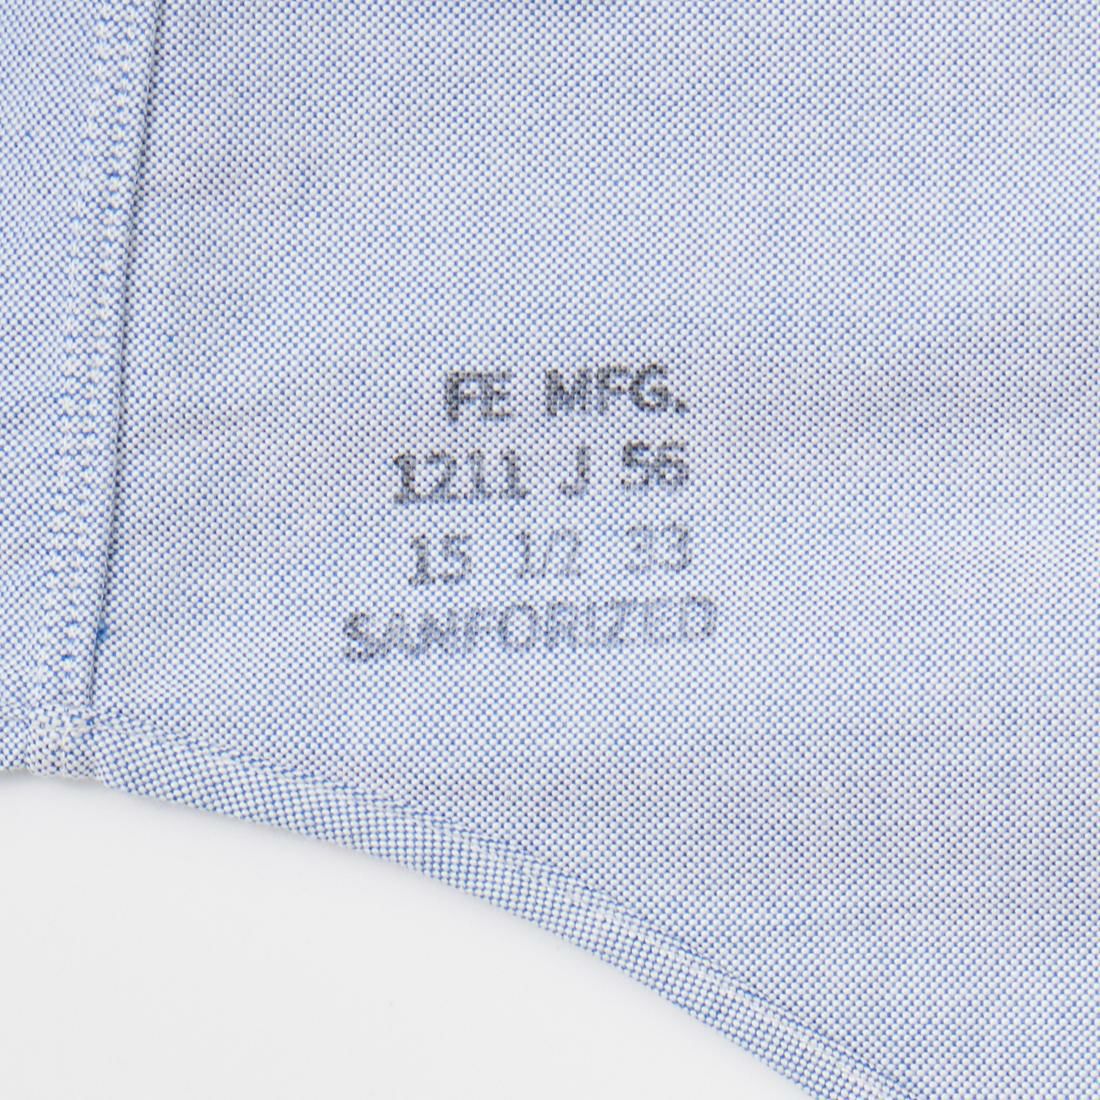 FE MFG.
1211 J 56
15 1/2 33
SANFORIZED